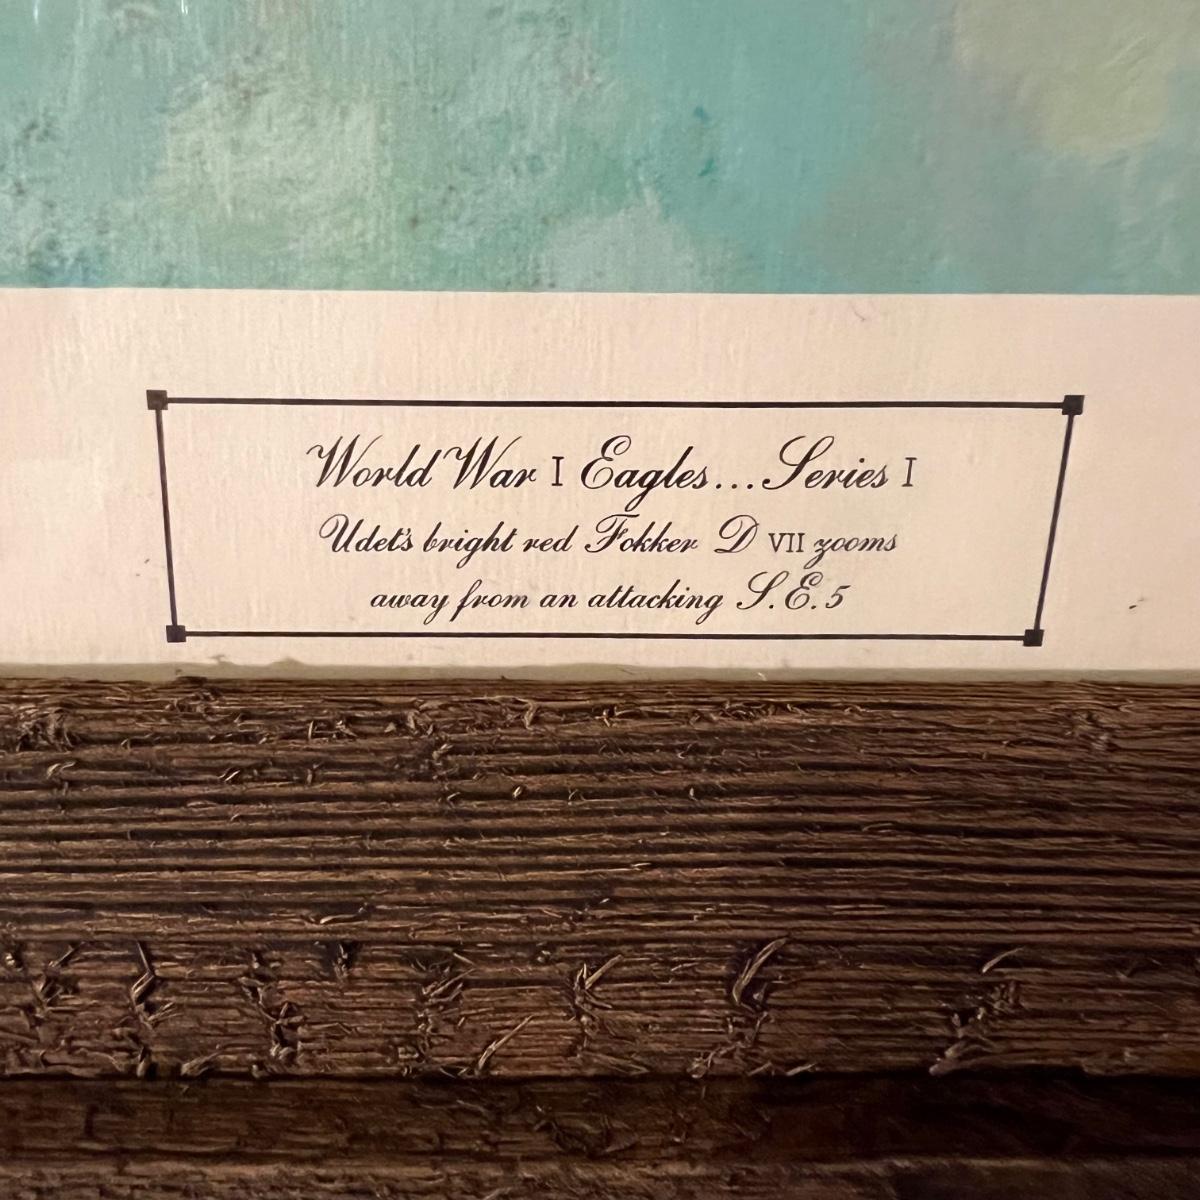 World War I Eagles...Series I
Udet's bright red Fokker D VII zooms
away from an attacking S.E.5